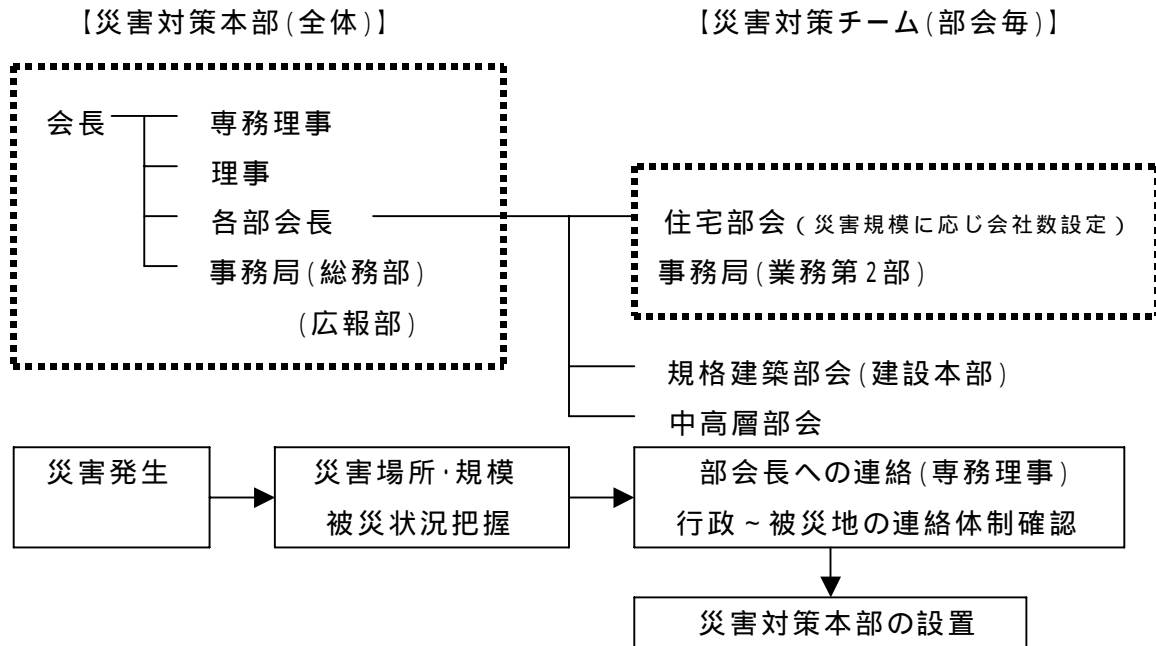 【災害対策本部(全体)】
【災害対策チーム(部会毎)】
会長
専務理事
理事
各部会長
事務局(総務部)
(広報部)
住宅部会(災害規模に応じ会社数設定)
事務局(業務第2部)
規格建築部会(建設本部)
中高層部会
災害発生
災害場所・規模
被災状況把握
部会長への連絡(専務理事)
行政~被災地の連絡体制確認
災害対策本部の設置